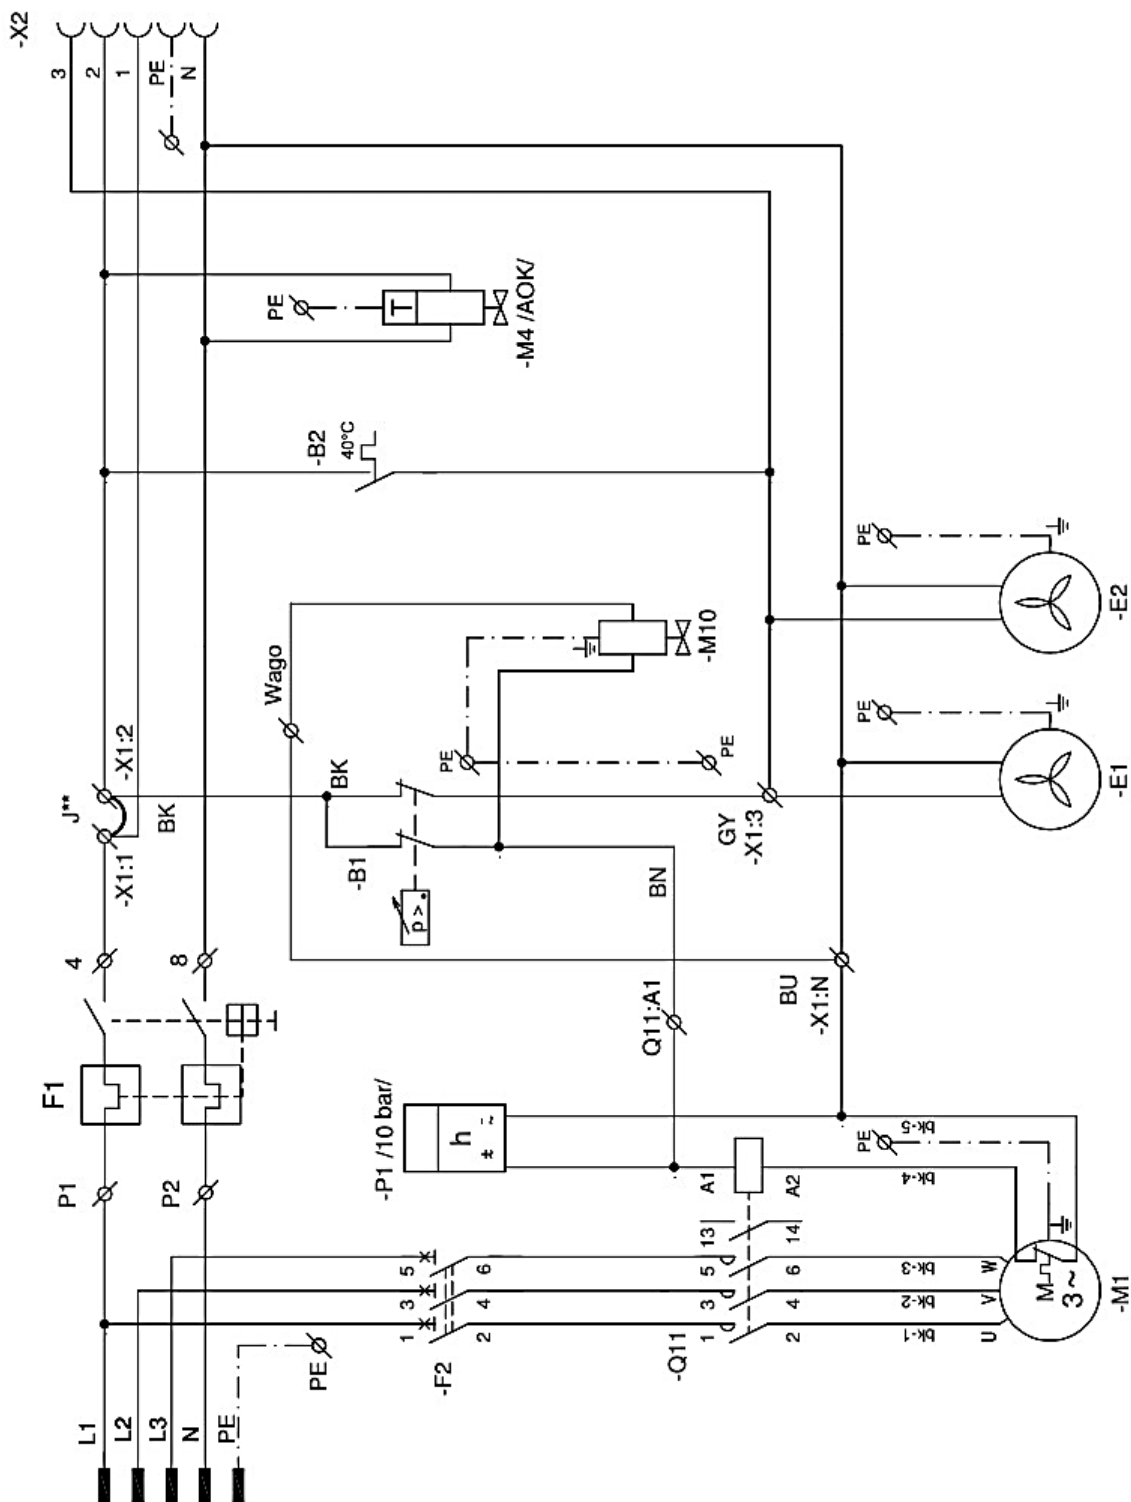 L1
L2
L3
N
PE
PE
P1
P2
F1
4
8
-X1:1
J**
-X1:2
BK
-X2
3
2
1
PE
N
PE
T
-M4 /AOK/
-B2
40°C
Wago
BK
-B1
p >
PE
PE
-M10
GY
-X1:3
BN
Q11:A1
BU
-X1:N
-P1 /10 bar/
h
1
3
5
2
4
6
-F2
1
3
5
13
A1
2
4
6
14
A2
-Q11
bk-1
bk-2
bk-3
bk-4
bk-5
U
V
W
PE
M
3~
-M1
PE
-E1
PE
-E2